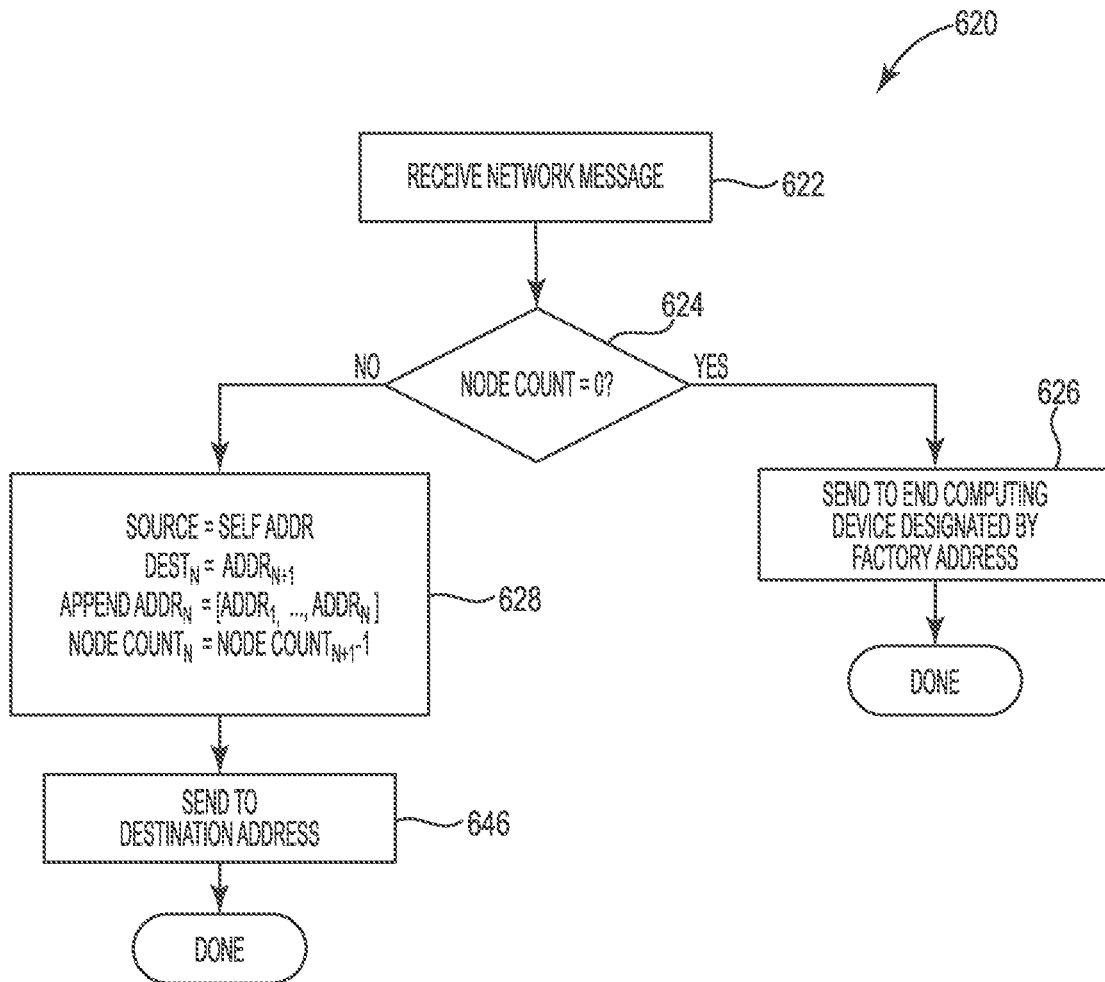 620
RECEIVE NETWORK MESSAGE
622
624
NO
NODE COUNT = 0?
YES
626
SEND TO END COMPUTING
DEVICE DESIGNATED BY
FACTORY ADDRESS
SOURCE = SELF ADDR
DEST_N = ADDR_{N+1}
APPEND ADDR_N = [ADDR_1, ..., ADDR_N]
NODE COUNT_N = NODE COUNT_{N+1}-1
628
DONE
SEND TO
DESTINATION ADDRESS
646
DONE